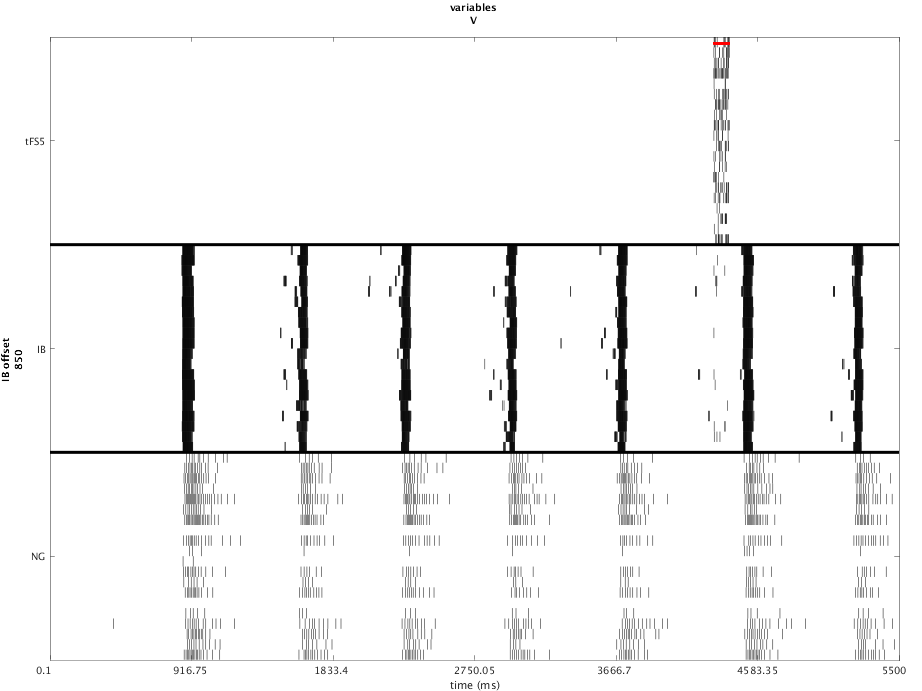 variables
V
tFS5
IB
NG
IB offset
850
0.1
916.75
1833.4
2750.05
3666.7
4583.35
5500
time (ms)